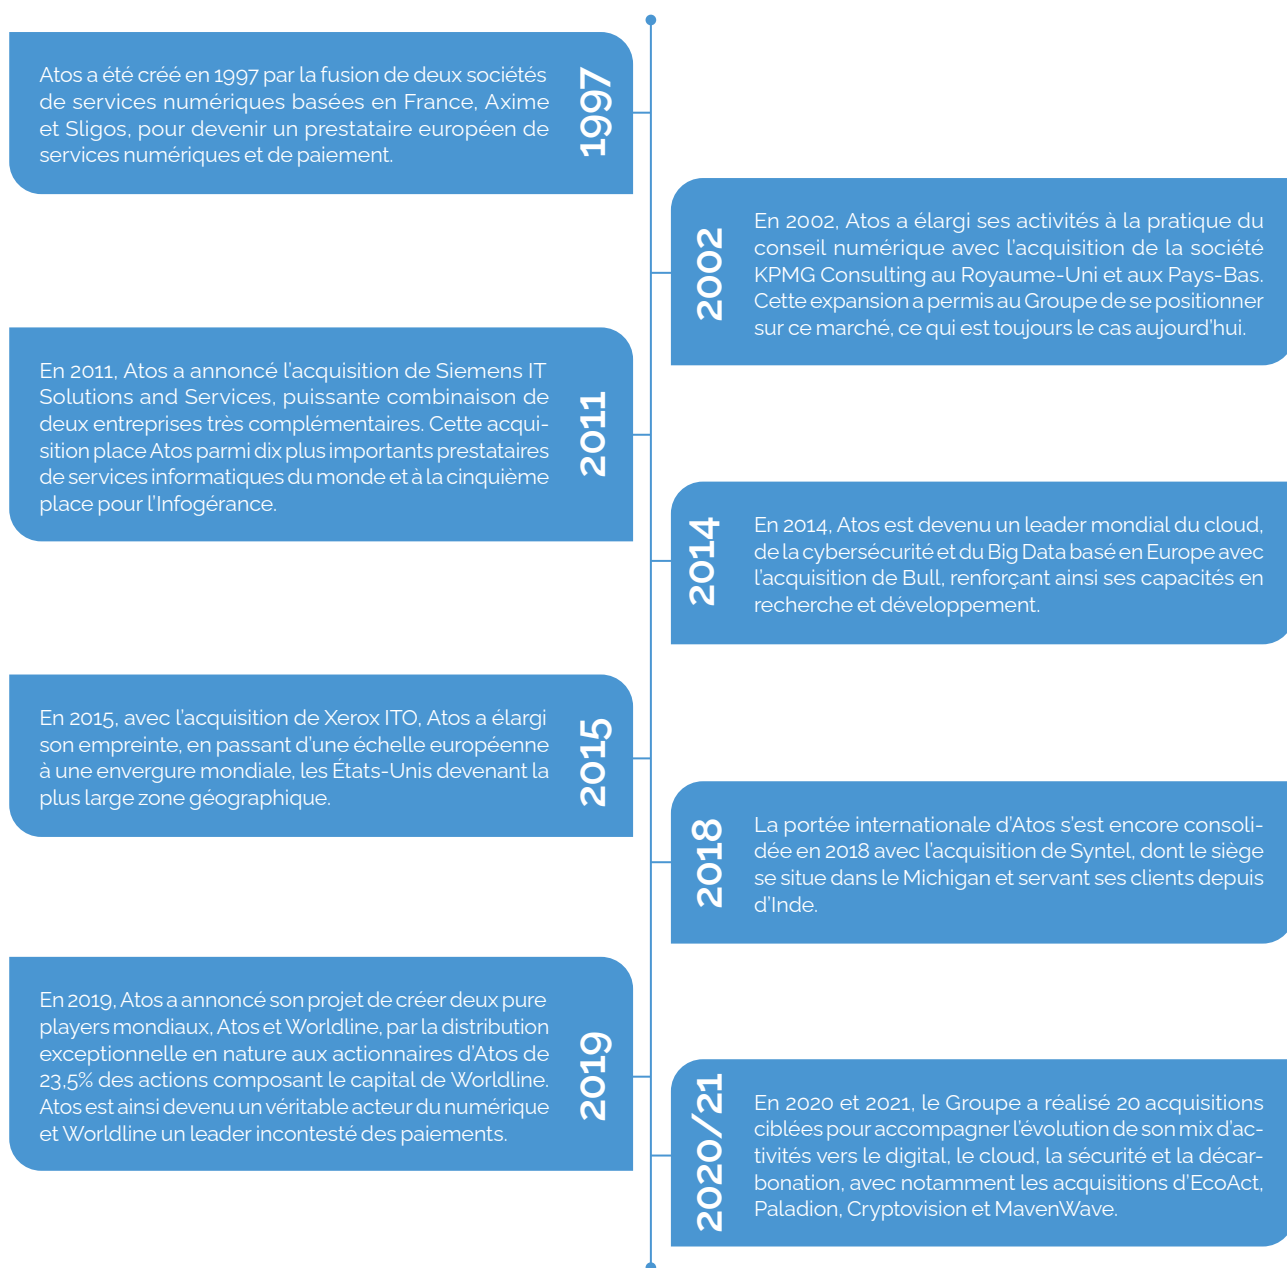 Atos a été créé en 1997 par la fusion de deux sociétés
de services numériques basées en France, Axime
et Sligos, pour devenir un prestataire européen de
services numériques et de paiement.
1997
En 2002, Atos a élargi ses activités à la pratique du
conseil numérique avec l'acquisition de la société
KPMG Consulting au Royaume-Uni et aux Pays-Bas.
Cette expansion a permis au Groupe de se positionner
sur ce marché, ce qui est toujours le cas aujourd'hui.
2002
En 2011, Atos a annoncé l'acquisition de Siemens IT
Solutions and Services, puissante combinaison de
deux entreprises très complémentaires. Cette acqui-
sition place Atos parmi dix plus importants prestataires
de services informatiques du monde et à la cinquième
place pour l'Infogérance.
2011
En 2014, Atos est devenu un leader mondial du cloud,
de la cybersécurité et du Big Data basé en Europe avec
l'acquisition de Bull, renforçant ainsi ses capacités en
recherche et développement.
2014
En 2015, avec l'acquisition de Xerox ITO, Atos a élargi
son empreinte, en passant d'une échelle européenne
à une envergure mondiale, les États-Unis devenant la
plus large zone géographique.
2015
La portée internationale d'Atos s'est encore consoli-
dée en 2018 avec l'acquisition de Syntel, dont le siège
se situe dans le Michigan et servant ses clients depuis
d'Inde.
2018
En 2019, Atos a annoncé son projet de créer deux pure
players mondiaux, Atos et Worldline, par la distribution
exceptionnelle en nature aux actionnaires d'Atos de
23,5% des actions composant le capital de Worldline.
Atos est ainsi devenu un véritable acteur du numérique
et Worldline un leader incontesté des paiements.
2019
En 2020 et 2021, le Groupe a réalisé 20 acquisitions
ciblées pour accompagner l'évolution de son mix d'ac-
tivités vers le digital, le cloud, la sécurité et la décar-
bonation, avec notamment les acquisitions d'EcoAct,
Paladion, Cryptovision et MavenWave.
2020/21